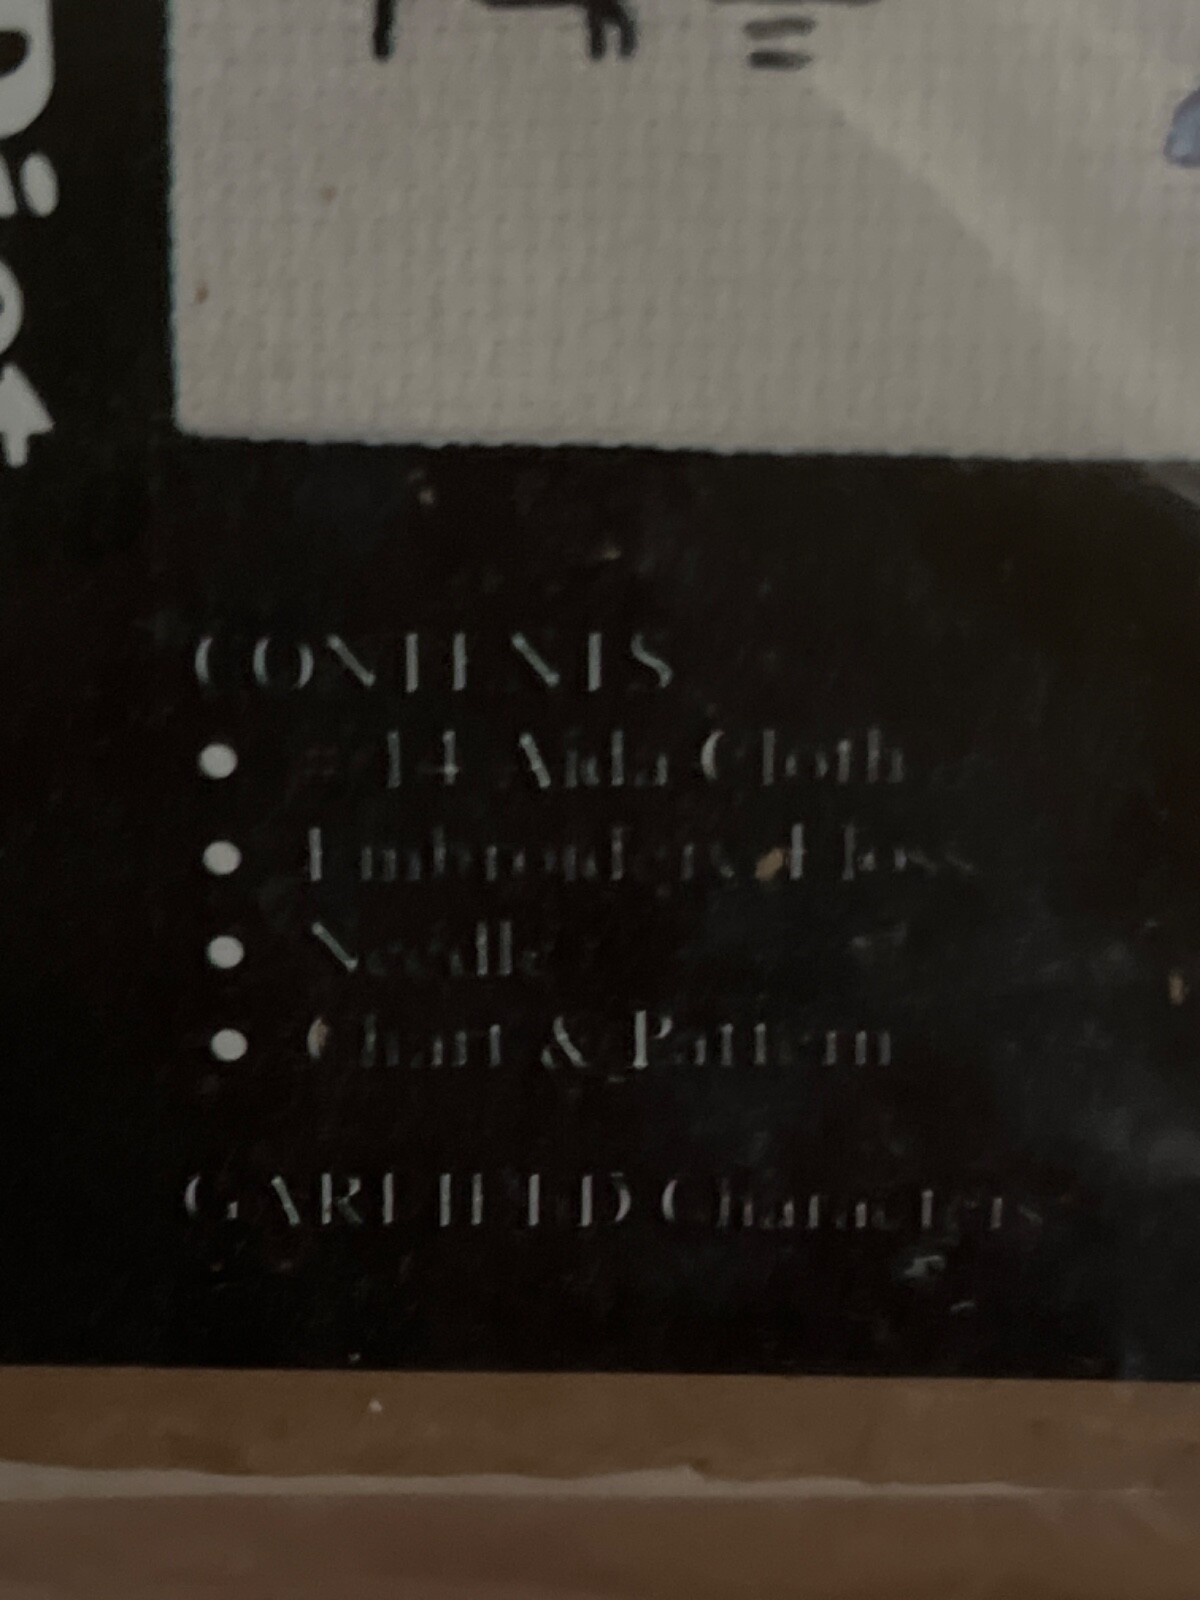 CONTENTS
• #14 Aida Cloth
• Embroidery Floss
• Needle
• Chart & Pattern
GARFIELD Characters